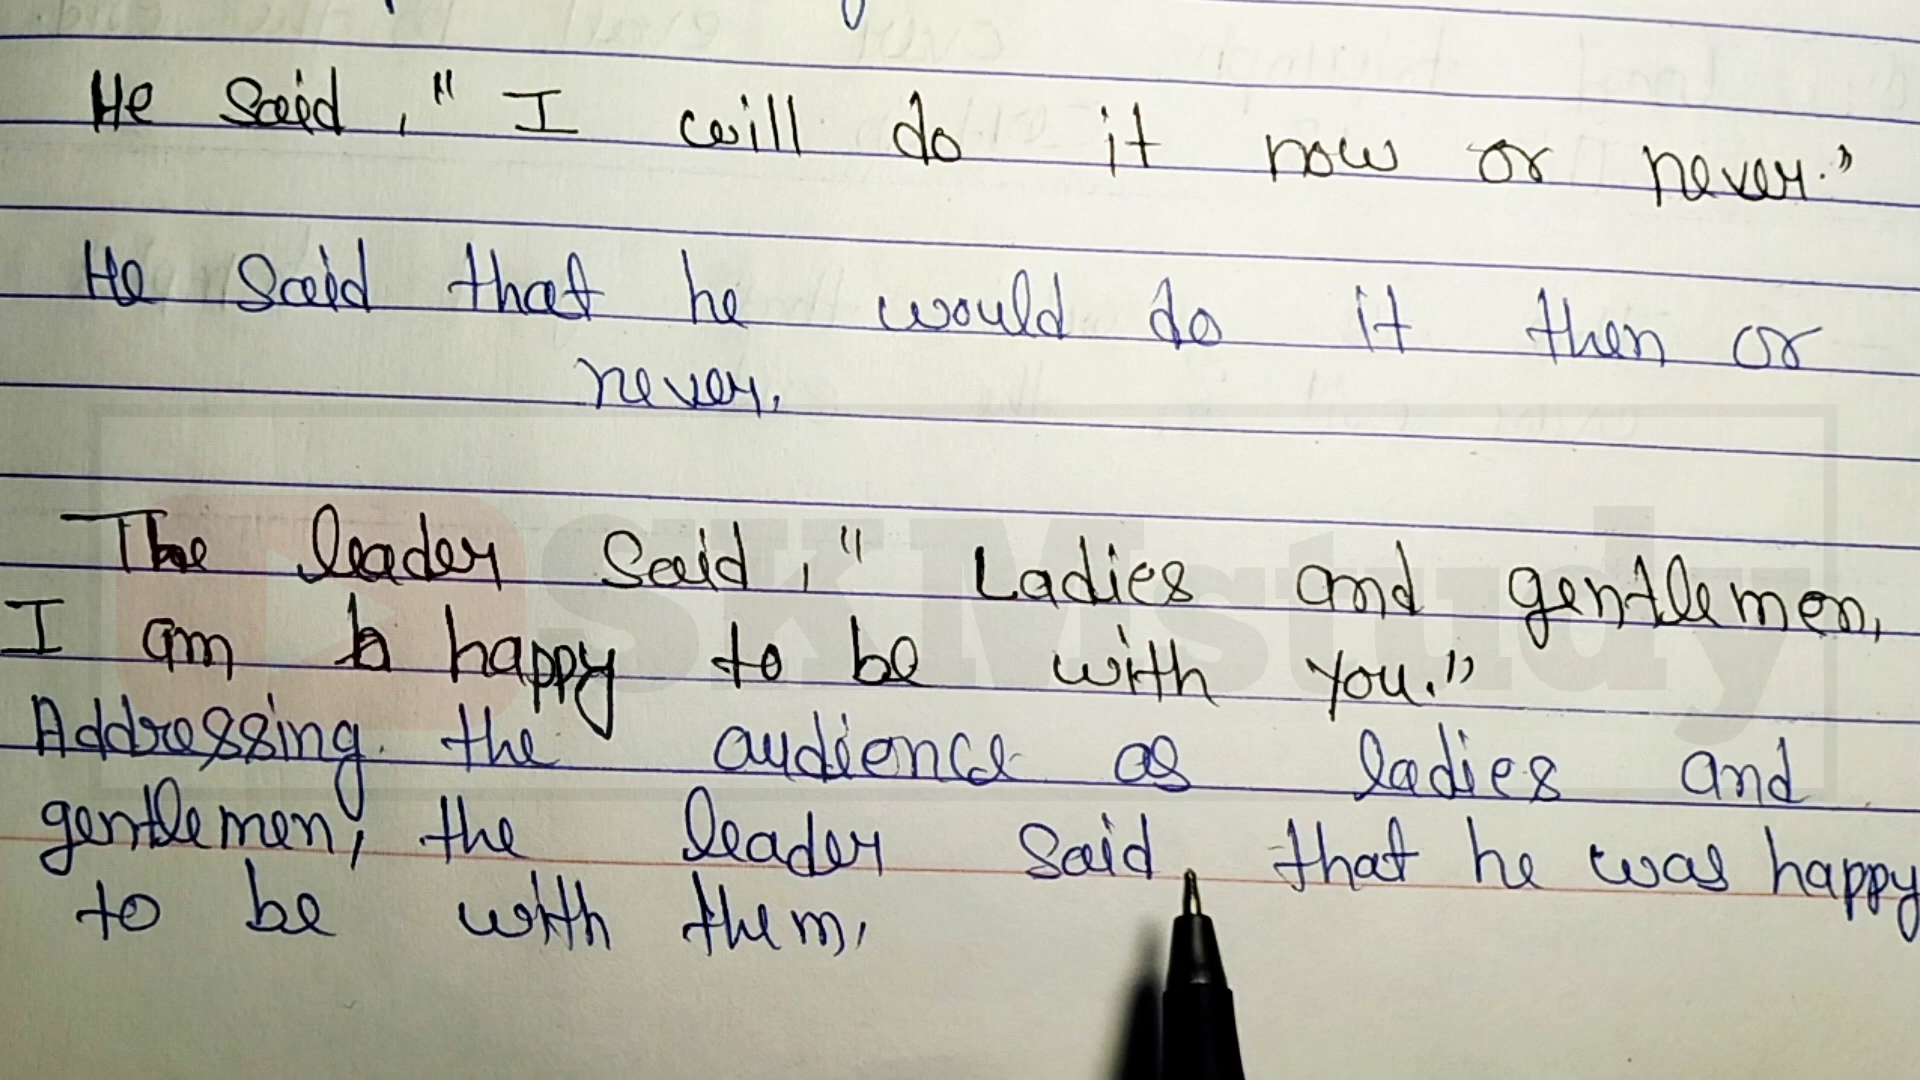 He said, " I will do it now or never."
He said that he would do it then or
never.
The leader said, " Ladies and gentlemen,
I am h happy to be with you."
Addressing the audience as ladies and
gentlemen, the leader said that he was happy
to be with them.
SKMstudy